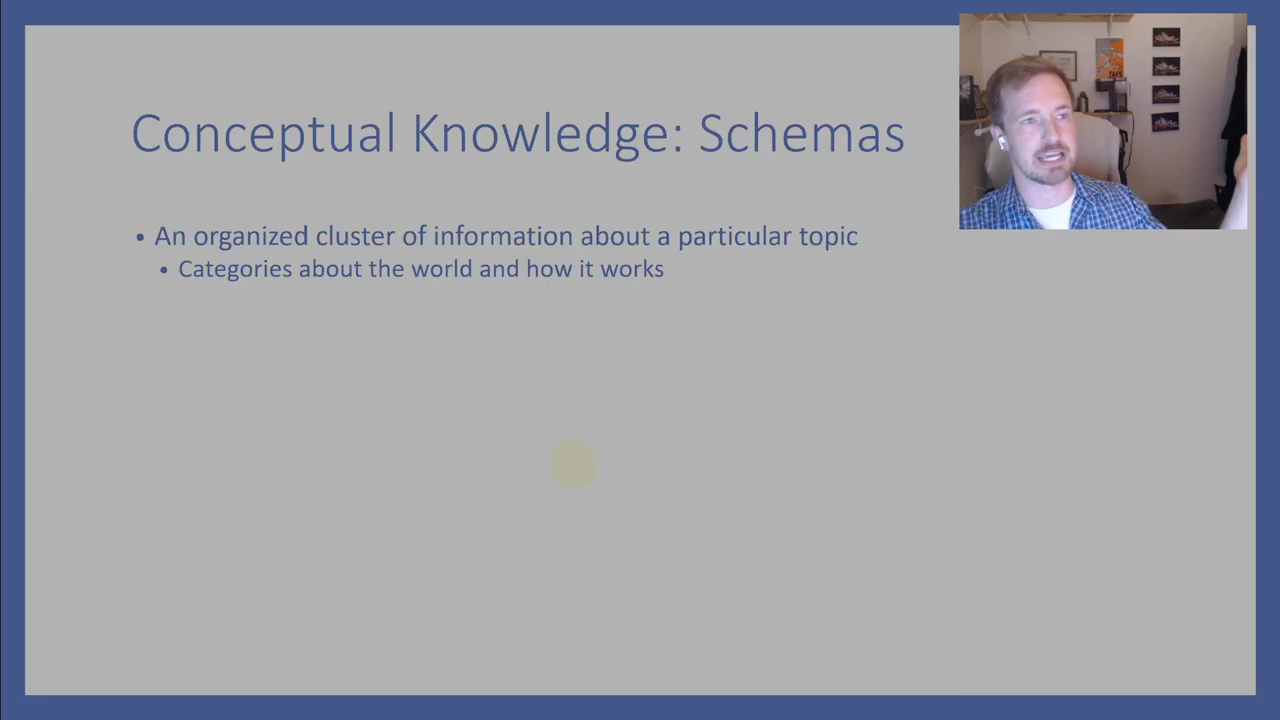 Conceptual Knowledge: Schemas
• An organized cluster of information about a particular topic
• Categories about the world and how it works